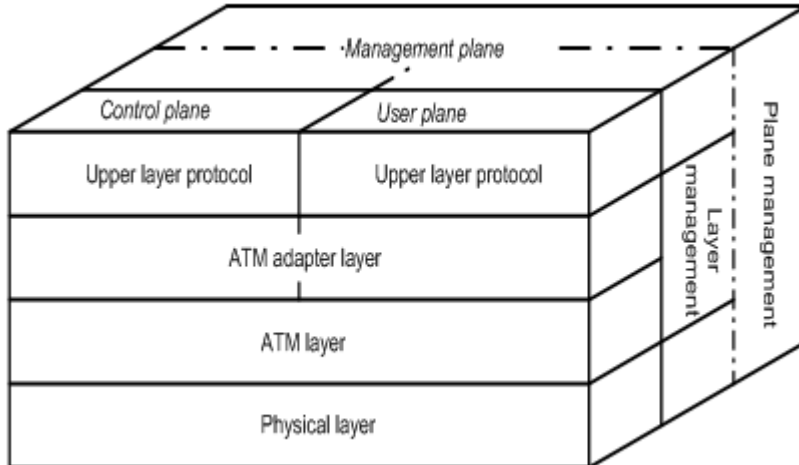 Management plane
Control plane
User plane
Upper layer protocol
Upper layer protocol
ATM adapter layer
ATM layer
Physical layer
Layer
management
Plane management